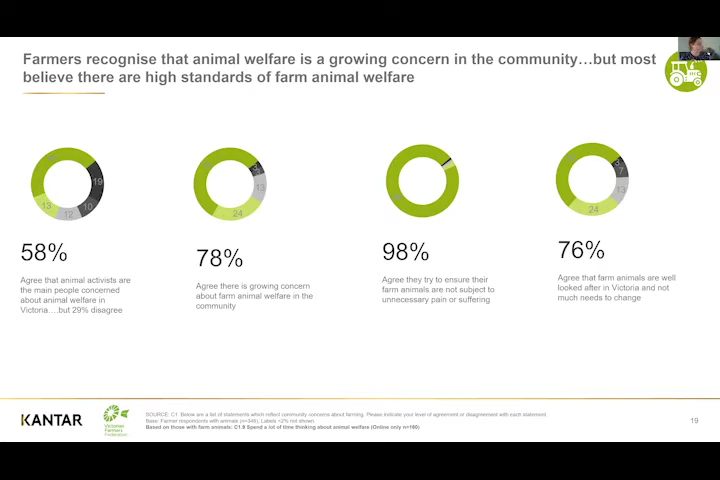 Farmers recognise that animal welfare is a growing concern in the community…but most
believe there are high standards of farm animal welfare
19
13
12
10
13
24
3
7
13
24
58%
78%
98%
76%
Agree that animal activists are
the main people concerned
about animal welfare in
Victoria….but 29% disagree
Agree there is growing concern
about farm animal welfare in the
community
Agree they try to ensure their
farm animals are not subject to
unnecessary pain or suffering
Agree that farm animals are well
looked after in Victoria and not
much needs to change
KANTAR
Victorian
Farmers
Federation
SOURCE: C1. Below are a list of statements which reflect community concerns about farming. Please indicate your level of agreement or disagreement with each statement.
Base: Farmer respondents with animals (n=348), Labels <2% not shown.
Based on those with farm animals: C1.9 Spend a lot of time thinking about animal welfare (Online only n=160)
19